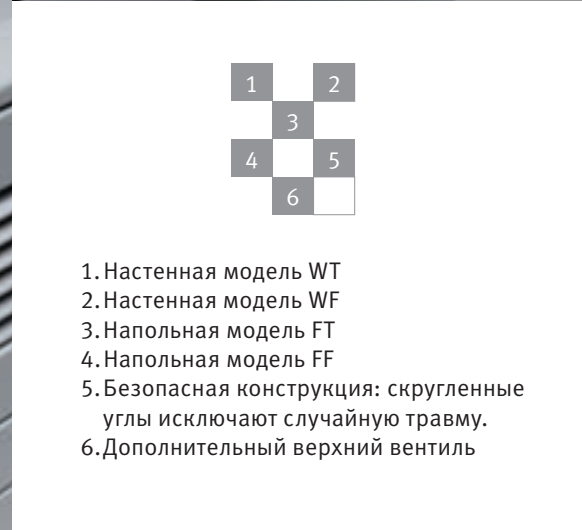 1 2
3
4 5
6
1. Настенная модель WT
2. Настенная модель WF
3. Напольная модель FT
4. Напольная модель FF
5. Безопасная конструкция: скругленные
углы исключают случайную травму.
6. Дополнительный верхний вентиль